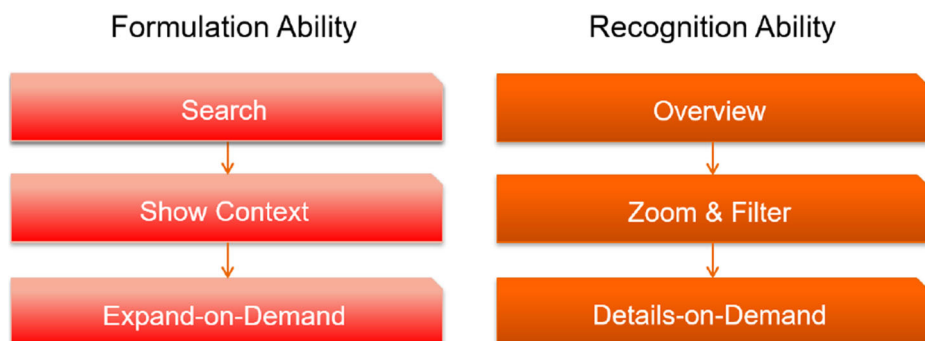 Formulation Ability
Search
Show Context
Expand-on-Demand
Recognition Ability
Overview
Zoom & Filter
Details-on-Demand